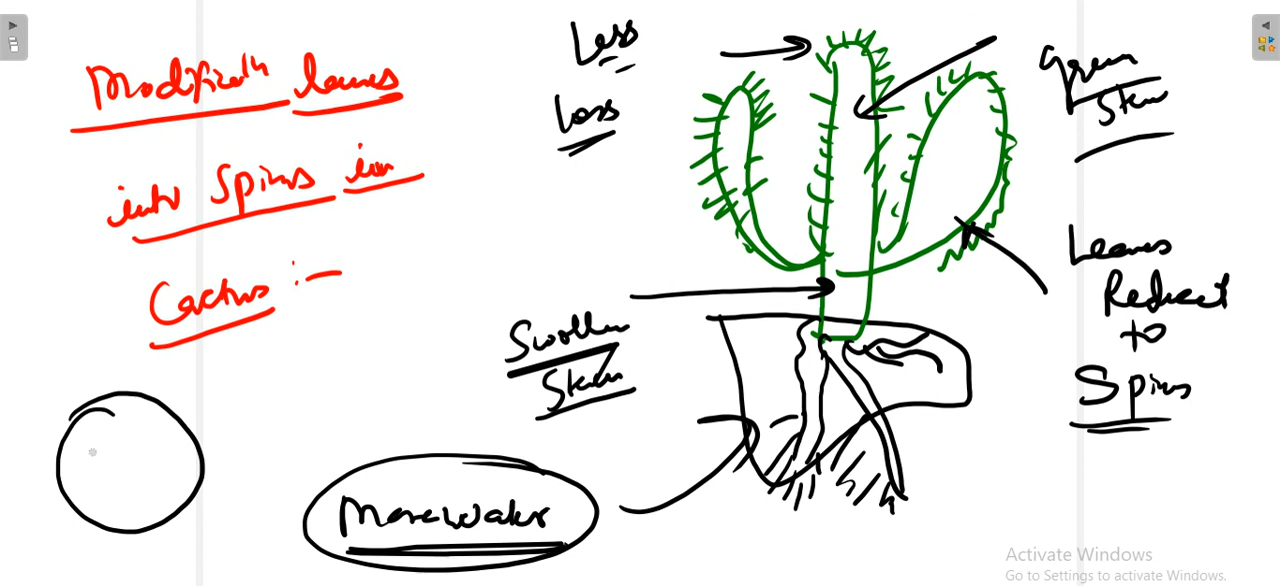 Modificatn leaves
into Spines in
Cactus :-
Less
Loss
Green
Stem
Leaves
Reduced
to
Spines
Swollen
Stem
More Water
Activate Windows
Go to Settings to activate Windows.